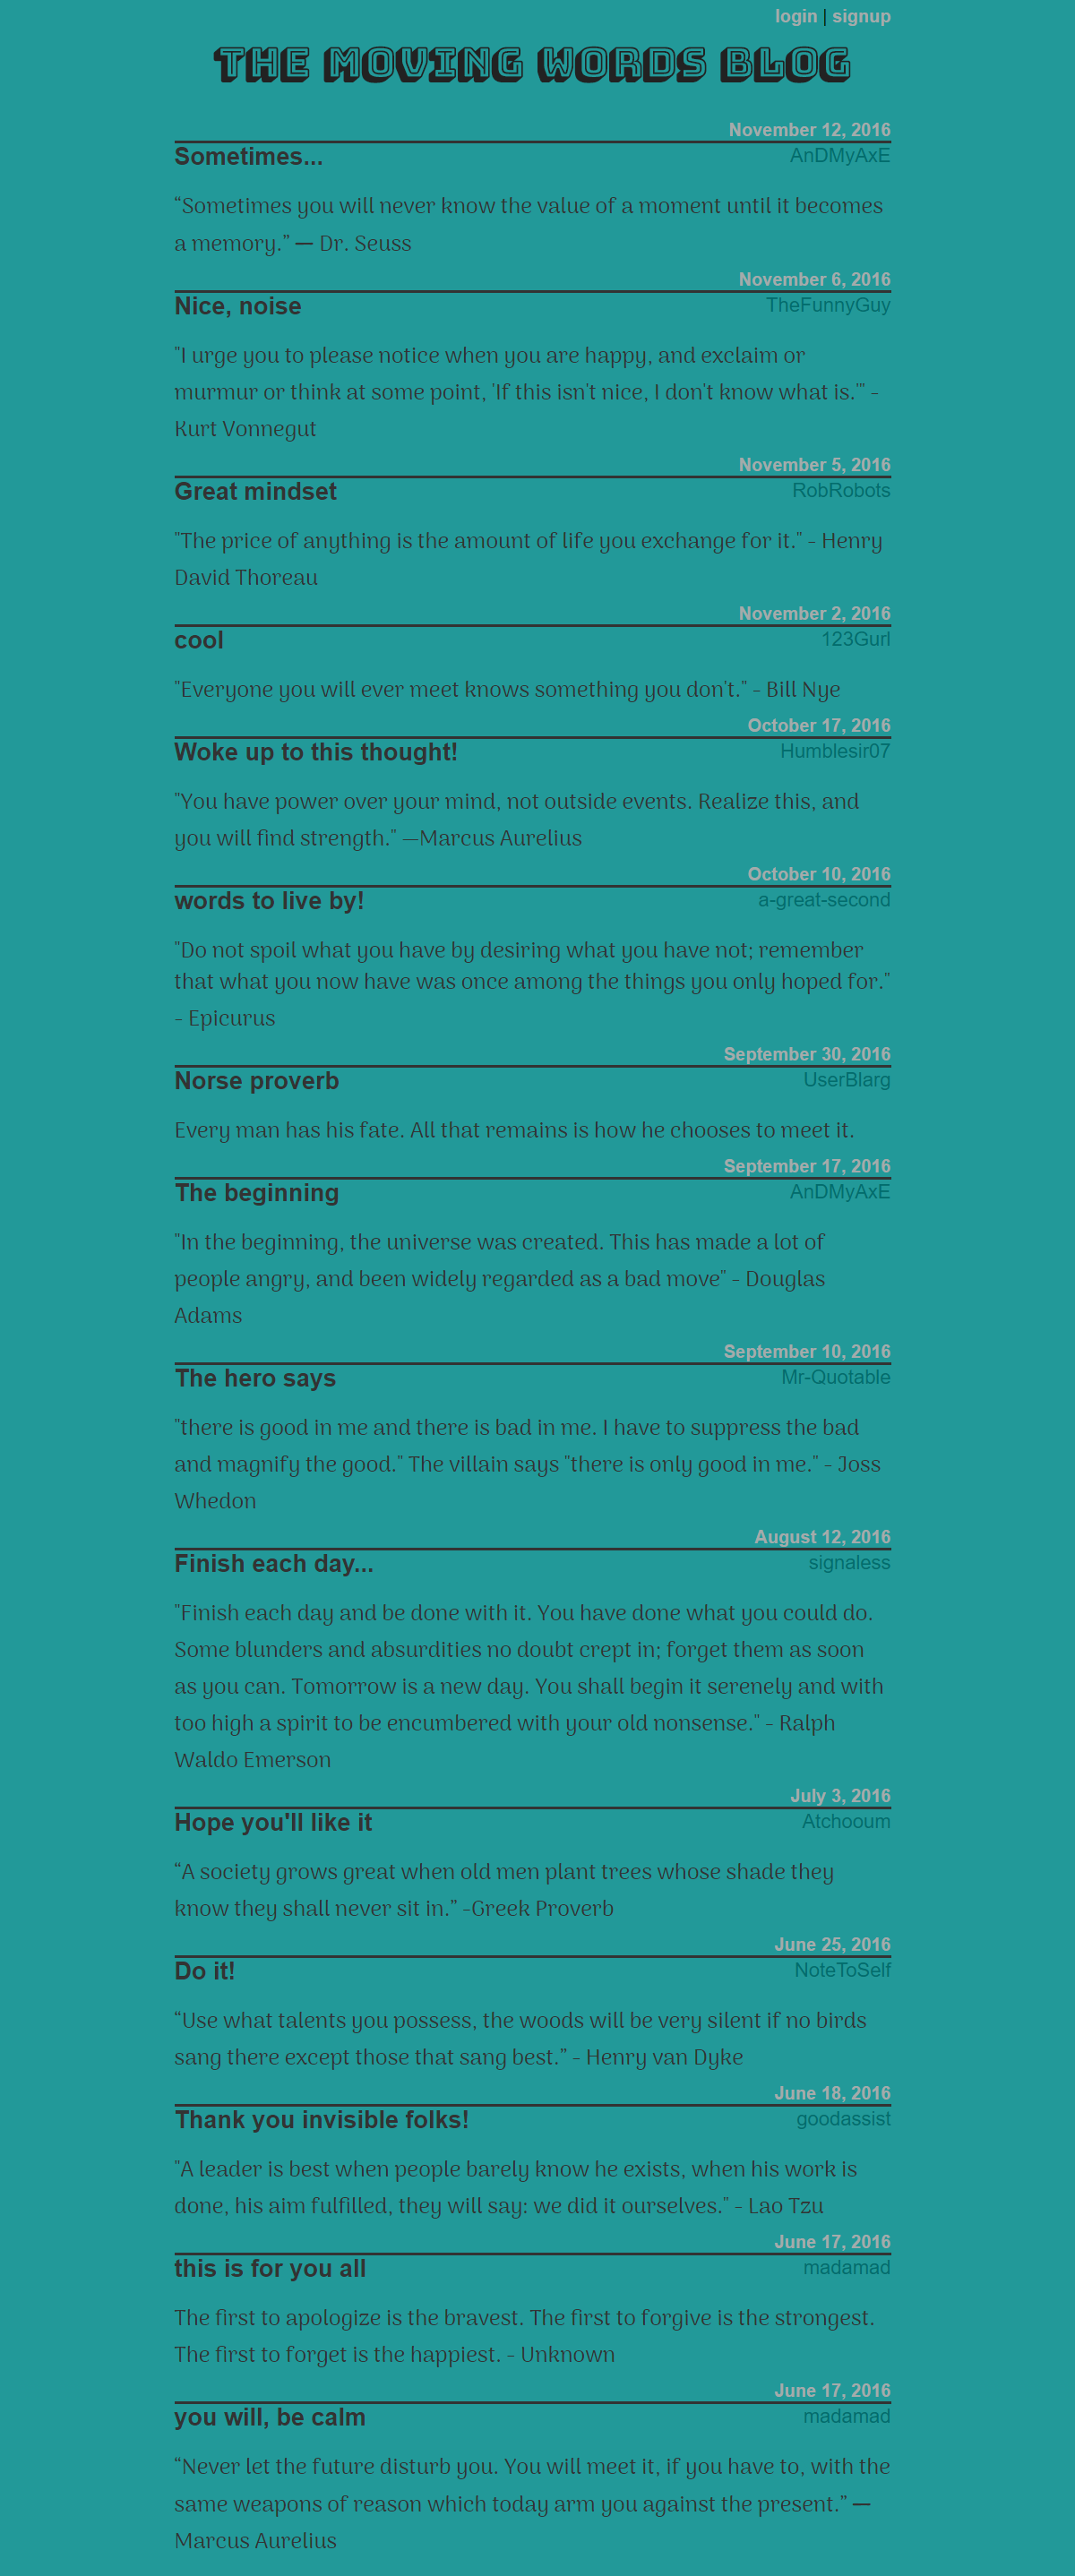 login | signup
THE MOVING WORDS BLOG
November 12, 2016
Sometimes...
AnDMyAxE
“Sometimes you will never know the value of a moment until it becomes
a memory.” — Dr. Seuss
November 6, 2016
Nice, noise
TheFunnyGuy
"I urge you to please notice when you are happy, and exclaim or
murmur or think at some point, 'If this isn't nice, I don't know what is.'" -
Kurt Vonnegut
November 5, 2016
Great mindset
RobRobots
"The price of anything is the amount of life you exchange for it." - Henry
David Thoreau
November 2, 2016
cool
123Gurl
"Everyone you will ever meet knows something you don't." - Bill Nye
October 17, 2016
Woke up to this thought!
Humblesir07
"You have power over your mind, not outside events. Realize this, and
you will find strength." —Marcus Aurelius
October 10, 2016
words to live by!
a-great-second
"Do not spoil what you have by desiring what you have not; remember
that what you now have was once among the things you only hoped for."
- Epicurus
September 30, 2016
Norse proverb
UserBlarg
Every man has his fate. All that remains is how he chooses to meet it.
September 17, 2016
The beginning
AnDMyAxE
"In the beginning, the universe was created. This has made a lot of
people angry, and been widely regarded as a bad move" - Douglas
Adams
September 10, 2016
The hero says
Mr-Quotable
"there is good in me and there is bad in me. I have to suppress the bad
and magnify the good." The villain says "there is only good in me." - Joss
Whedon
August 12, 2016
Finish each day...
signaless
"Finish each day and be done with it. You have done what you could do.
Some blunders and absurdities no doubt crept in; forget them as soon
as you can. Tomorrow is a new day. You shall begin it serenely and with
too high a spirit to be encumbered with your old nonsense." - Ralph
Waldo Emerson
July 3, 2016
Hope you'll like it
Atchooum
“A society grows great when old men plant trees whose shade they
know they shall never sit in.” -Greek Proverb
June 25, 2016
Do it!
NoteToSelf
“Use what talents you possess, the woods will be very silent if no birds
sang there except those that sang best.” - Henry van Dyke
June 18, 2016
Thank you invisible folks!
goodassist
"A leader is best when people barely know he exists, when his work is
done, his aim fulfilled, they will say: we did it ourselves." - Lao Tzu
June 17, 2016
this is for you all
madamad
The first to apologize is the bravest. The first to forgive is the strongest.
The first to forget is the happiest. - Unknown
June 17, 2016
you will, be calm
madamad
“Never let the future disturb you. You will meet it, if you have to, with the
same weapons of reason which today arm you against the present.” —
Marcus Aurelius